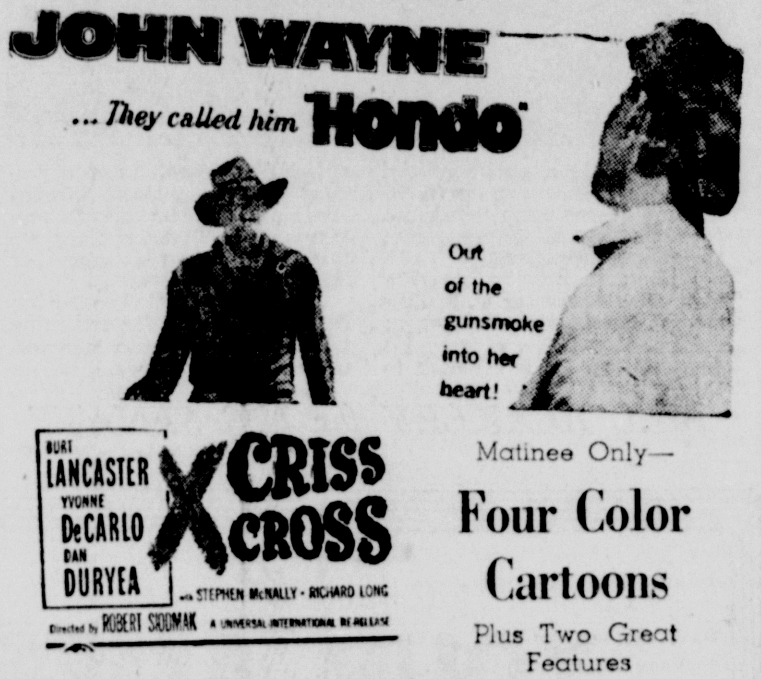 JOHN WAYNE
... They called him "Hondo"
Out
of the
gunsmoke
into her
heart!
BURT
LANCASTER
YVONNE
DeCARLO
DAN
DURYEA
X CRISS
CROSS
with STEPHEN McNALLY - RICHARD LONG
Directed by ROBERT SIODMAK A UNIVERSAL-INTERNATIONAL RE-RELEASE
Matinee Only—
Four Color
Cartoons
Plus Two Great
Features